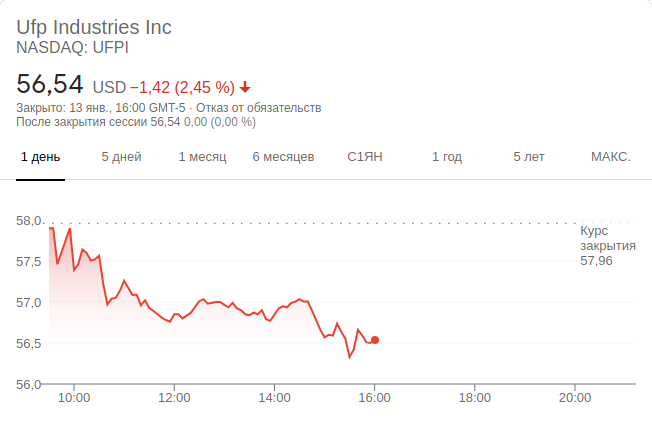 Ufp Industries Inc
NASDAQ: UFPI
56,54 USD −1,42 (2,45 %)
Закрыто: 13 янв., 16:00 GMT-5 · Отказ от обязательств
После закрытия сессии 56,54 0,00 (0,00 %)
1 день 5 дней 1 месяц 6 месяцев С1ЯН 1 год 5 лет МАКС.
58,0
Курс
закрытия
57,96
57,5
57,0
56,5
56,0
10:00 12:00 14:00 16:00 18:00 20:00